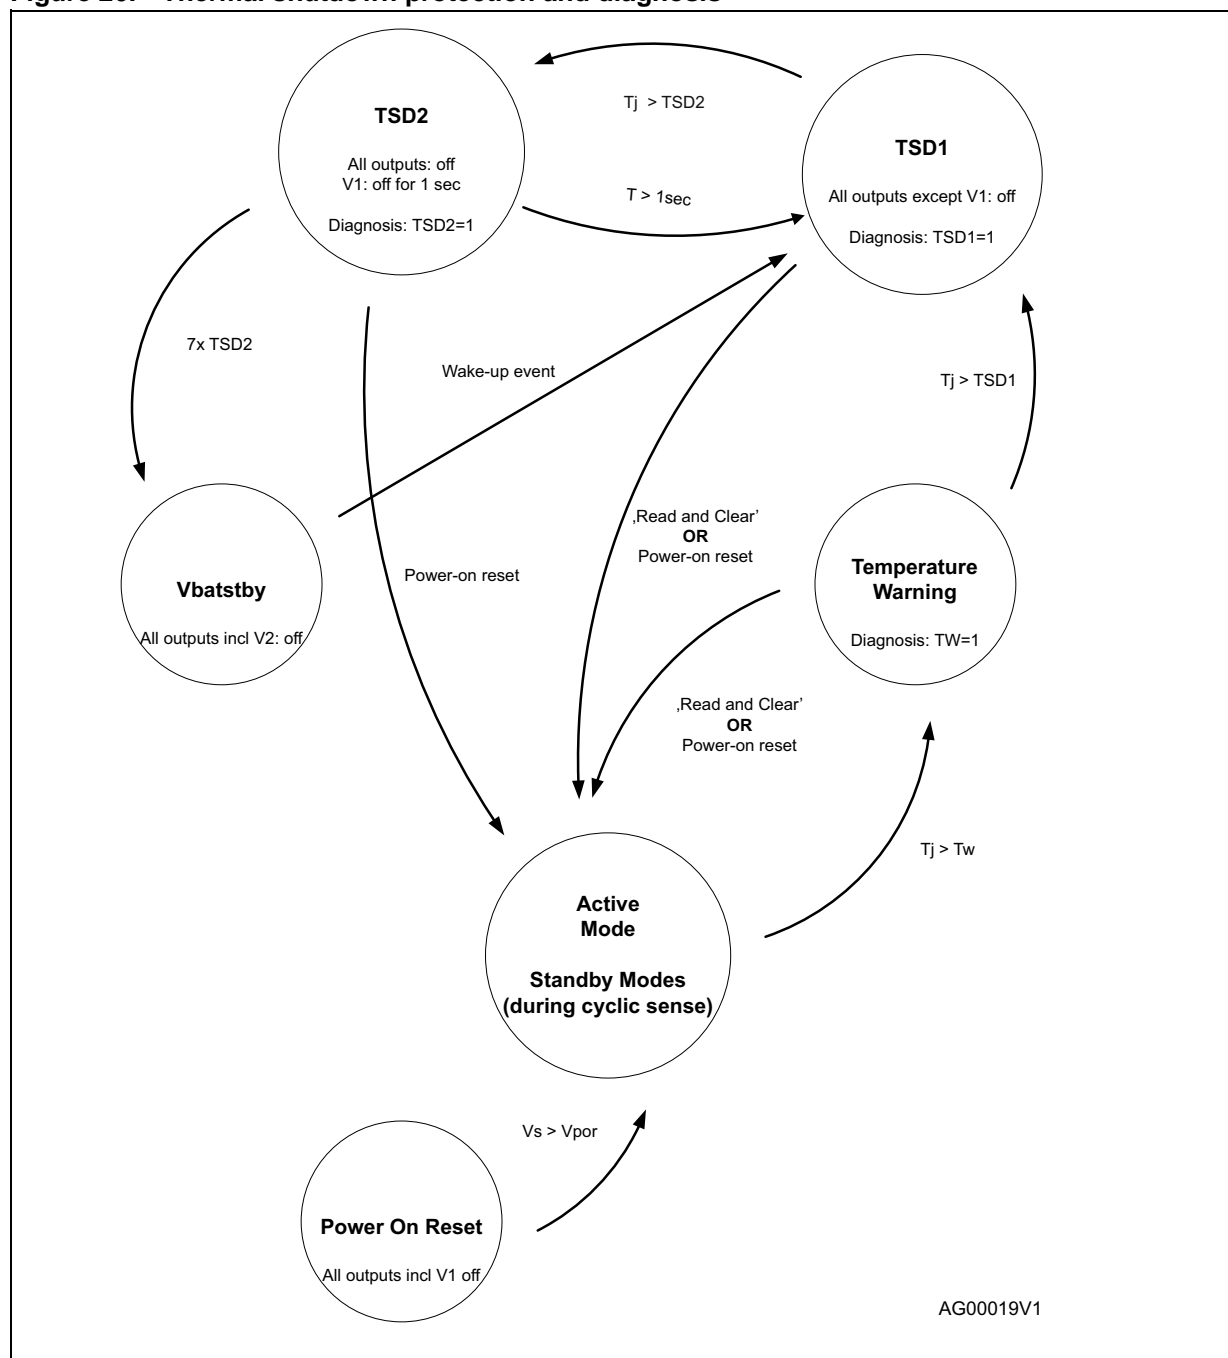 Figure 20. Thermal shutdown protection and diagnosis
TSD2
All outputs: off
V1: off for 1 sec
Diagnosis: TSD2=1
Tj > TSD2
T > 1sec
TSD1
All outputs except V1: off
Diagnosis: TSD1=1
7x TSD2
Wake-up event
Tj > TSD1
Vbatstby
All outputs incl V2: off
Power-on reset
‚Read and Clear’
OR
Power-on reset
Temperature
Warning
Diagnosis: TW=1
‚Read and Clear’
OR
Power-on reset
Tj > Tw
Active
Mode
Standby Modes
(during cyclic sense)
Vs > Vpor
Power On Reset
All outputs incl V1 off
AG00019V1